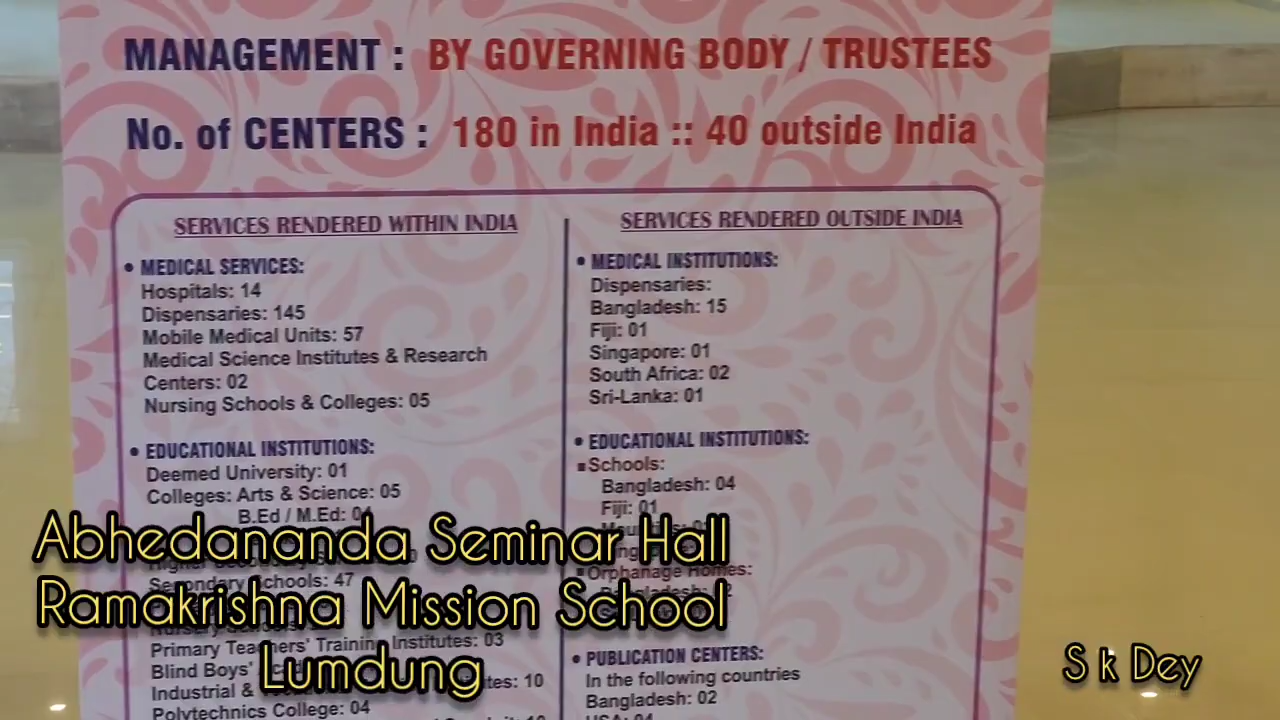 MANAGEMENT : BY GOVERNING BODY / TRUSTEES
No. of CENTERS : 180 in India :: 40 outside India
SERVICES RENDERED WITHIN INDIA
• MEDICAL SERVICES:
Hospitals: 14
Dispensaries: 145
Mobile Medical Units: 57
Medical Science Institutes & Research
Centers: 02
Nursing Schools & Colleges: 05
• EDUCATIONAL INSTITUTIONS:
Deemed University: 01
Colleges: Arts & Science: 05
B.Ed / M.Ed:
Secondary Schools: 47
Primary Teachers' Training Institutes: 03
Blind Boys'
Industrial & : 10
Polytechnics College: 04
SERVICES RENDERED OUTSIDE INDIA
• MEDICAL INSTITUTIONS:
Dispensaries:
Bangladesh: 15
Fiji: 01
Singapore: 01
South Africa: 02
Sri-Lanka: 01
• EDUCATIONAL INSTITUTIONS:
▪Schools:
Bangladesh: 04
Fiji: 01
▪Orphanage Homes:
• PUBLICATION CENTERS:
In the following countries
Bangladesh: 02
Abhedananda Seminar Hall
Ramakrishna Mission School
Lumdung
S k Dey